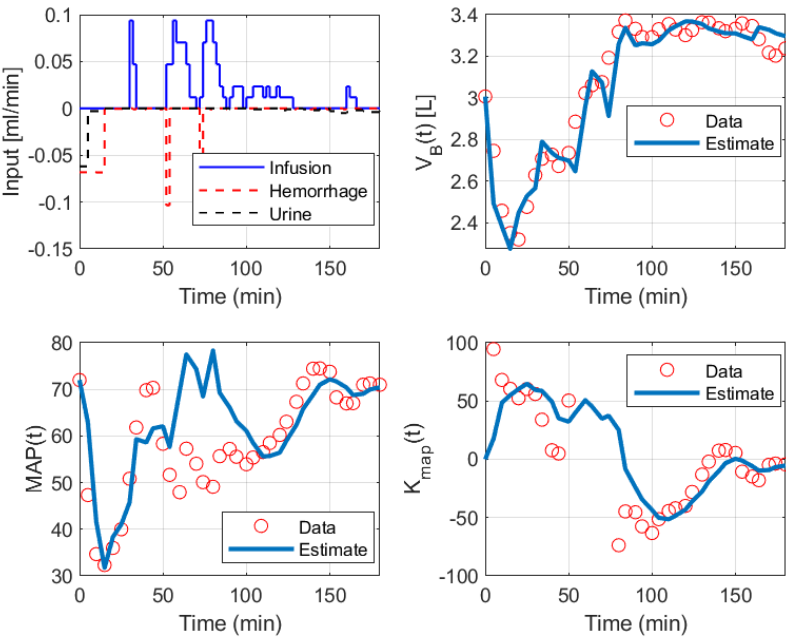 0.1
0.05
0
-0.05
-0.1
-0.15
Input [ml/min]
Infusion
Hemorrhage
Urine
0 50 100 150
Time (min)
3.4
3.2
3
2.8
2.6
2.4
V_B(t) [L]
Data
Estimate
0 50 100 150
Time (min)
80
70
60
50
40
30
MAP(t)
Data
Estimate
0 50 100 150
Time (min)
100
50
0
-50
-100
K_map(t)
Data
Estimate
0 50 100 150
Time (min)